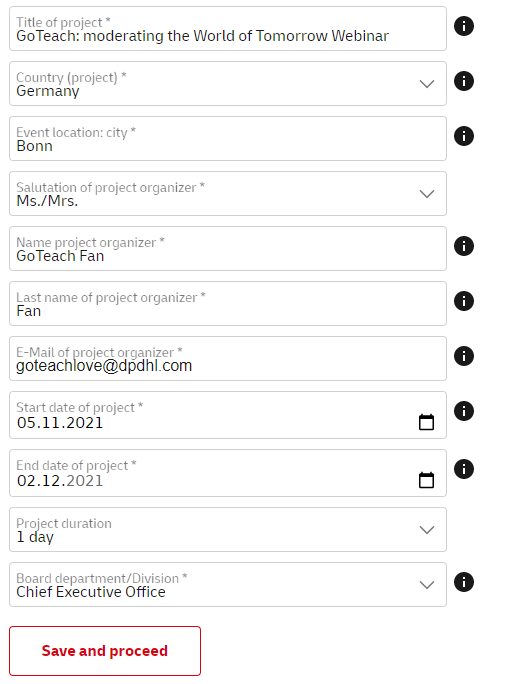 Title of project *
GoTeach: moderating the World of Tomorrow Webinar
Country (project) *
Germany
Event location: city *
Bonn
Salutation of project organizer *
Ms./Mrs.
Name project organizer *
GoTeach Fan
Last name of project organizer *
Fan
E-Mail of project organizer *
goteachlove@dpdhl.com
Start date of project *
05.11.2021
End date of project *
02.12.2021
Project duration
1 day
Board department/Division *
Chief Executive Office
Save and proceed